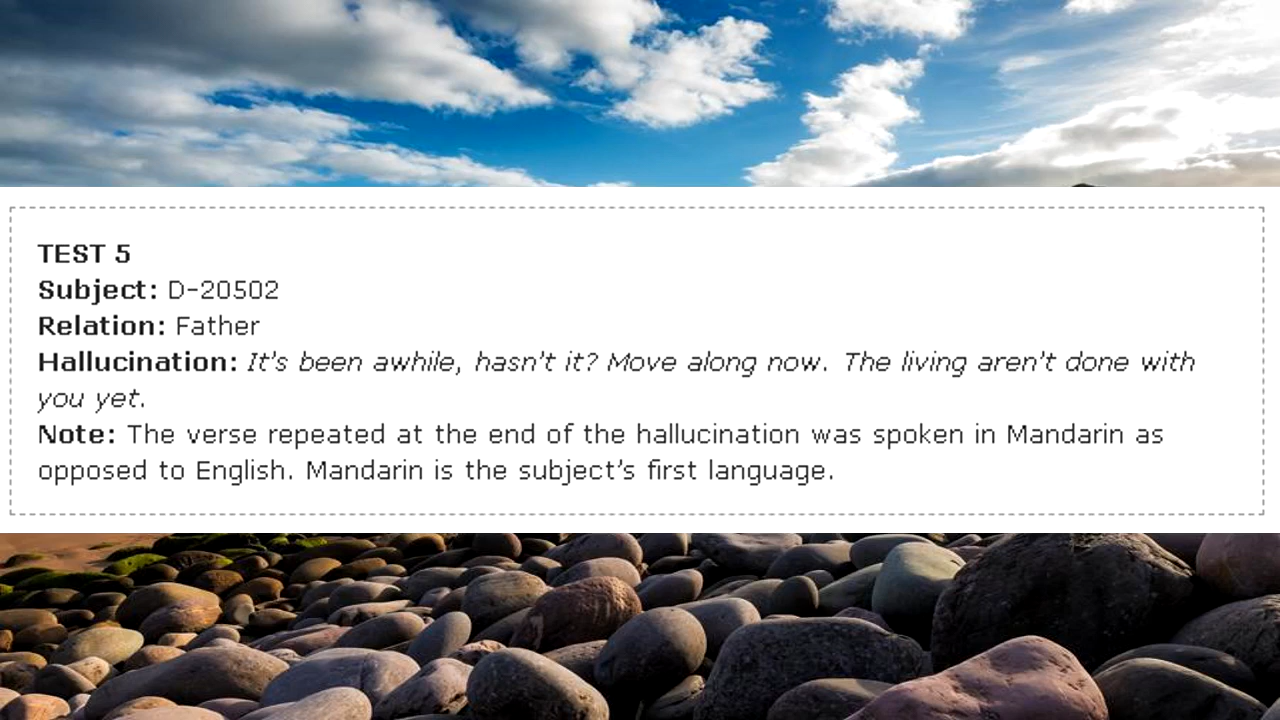 TEST 5
Subject: D-20502
Relation: Father
Hallucination: It's been awhile, hasn't it? Move along now. The living aren't done with
you yet.
Note: The verse repeated at the end of the hallucination was spoken in Mandarin as
opposed to English. Mandarin is the subject's first language.